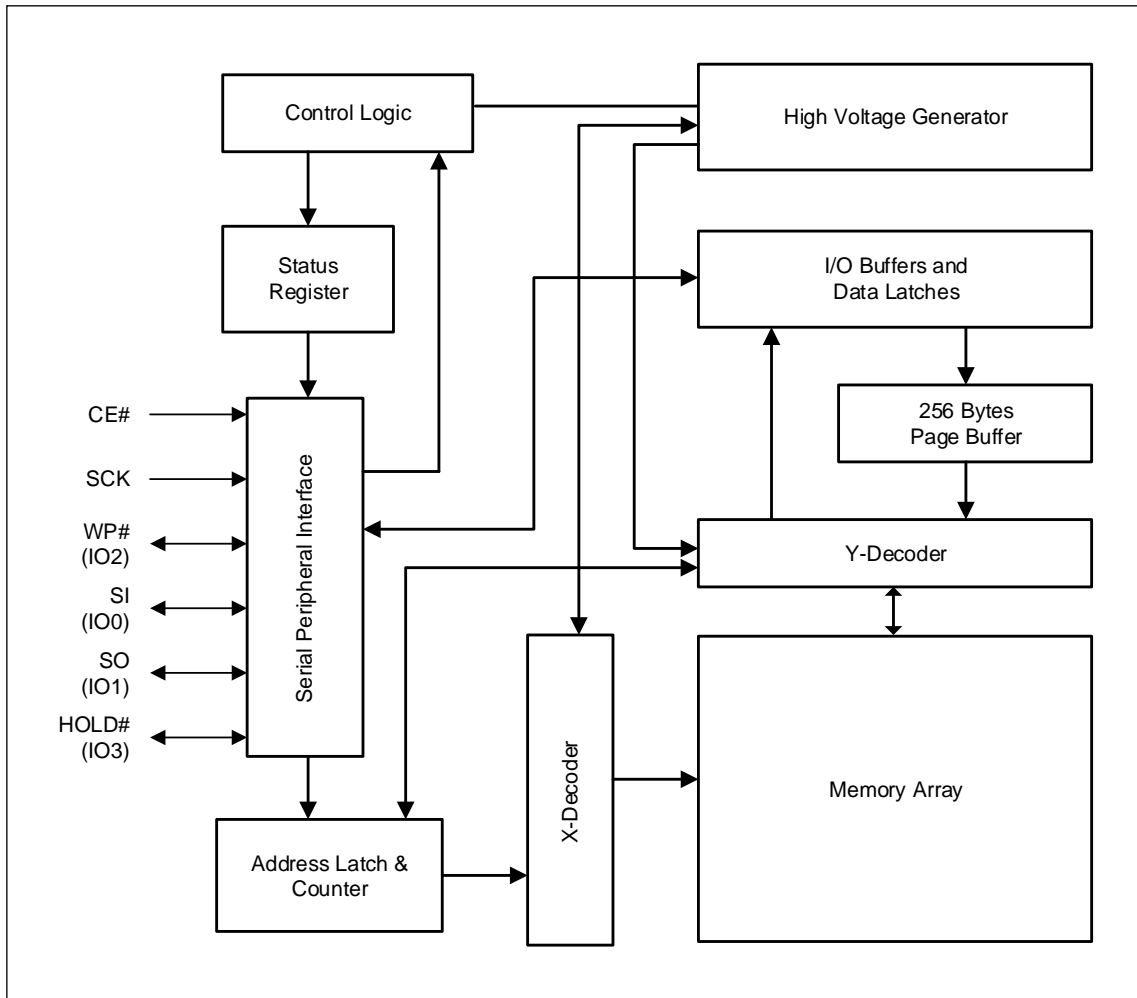 Control Logic
High Voltage Generator
Status
Register
I/O Buffers and
Data Latches
256 Bytes
Page Buffer
CE#
SCK
WP#
(IO2)
SI
(IO0)
SO
(IO1)
HOLD#
(IO3)
Serial Peripheral Interface
Y-Decoder
X-Decoder
Memory Array
Address Latch &
Counter